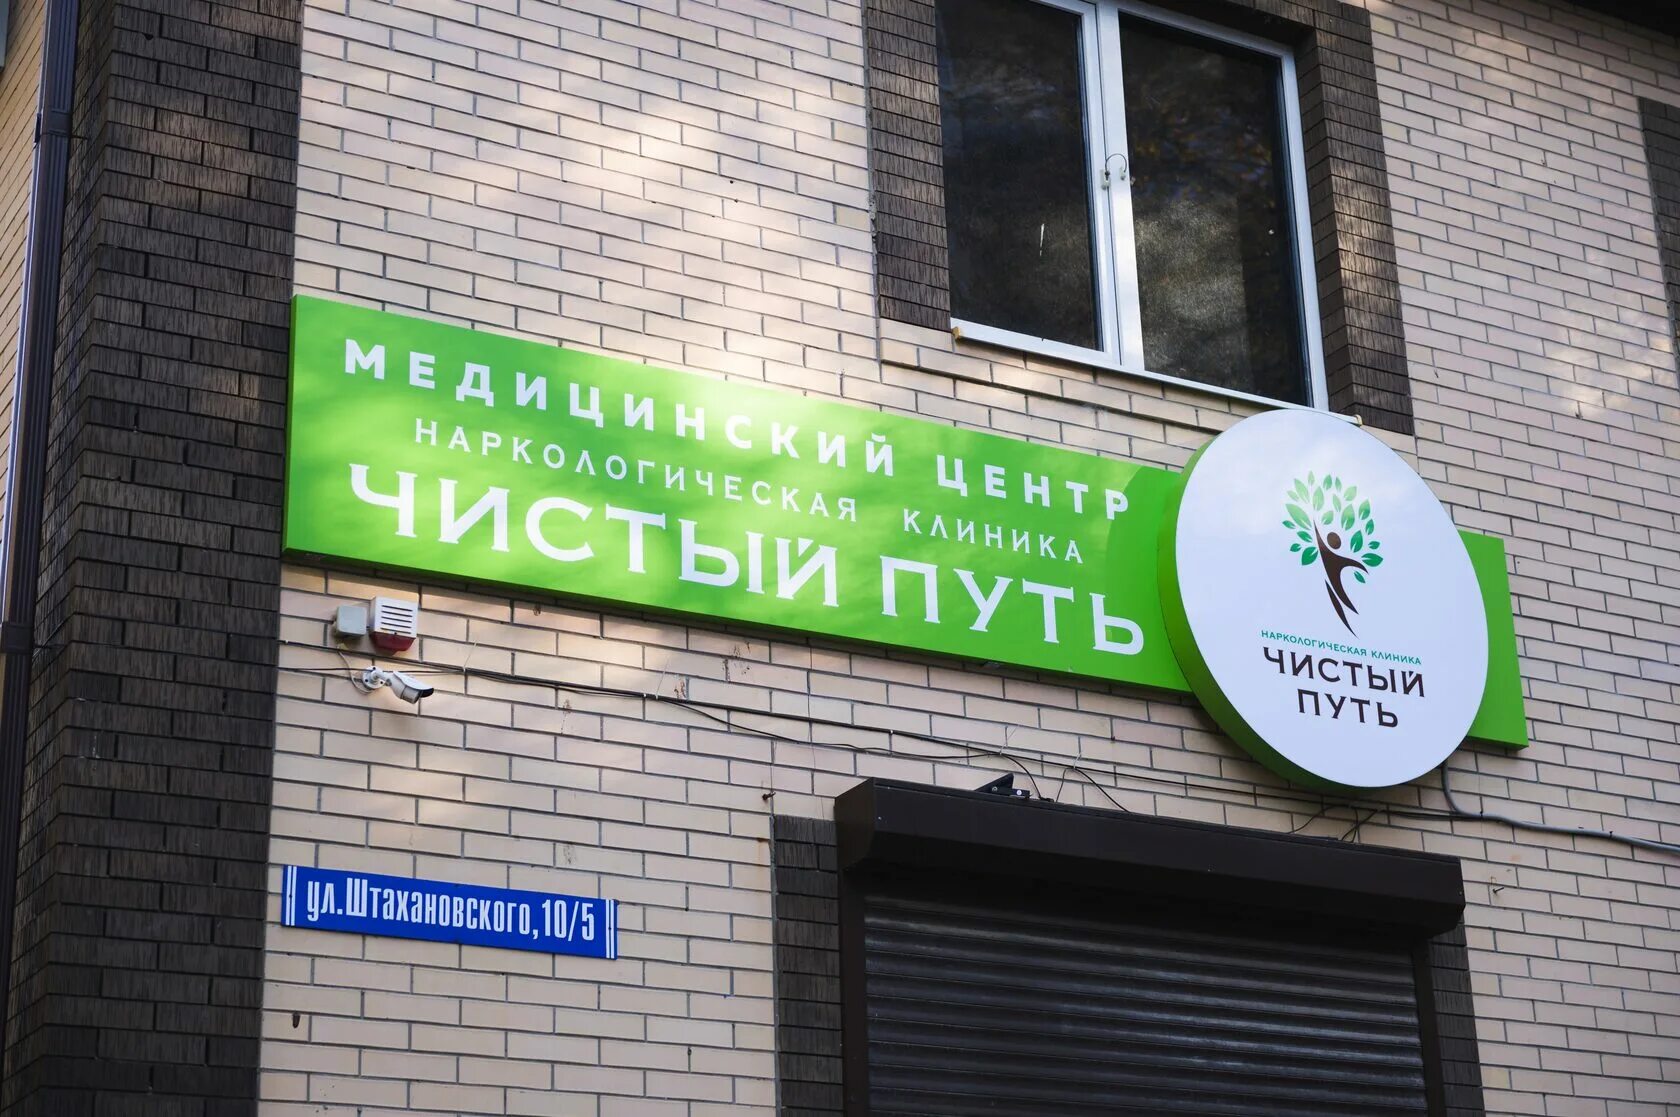 МЕДИЦИНСКИЙ ЦЕНТР
НАРКОЛОГИЧЕСКАЯ КЛИНИКА
ЧИСТЫЙ ПУТЬ
НАРКОЛОГИЧЕСКАЯ КЛИНИКА
ЧИСТЫЙ
ПУТЬ
ул.Штахановского,10/5